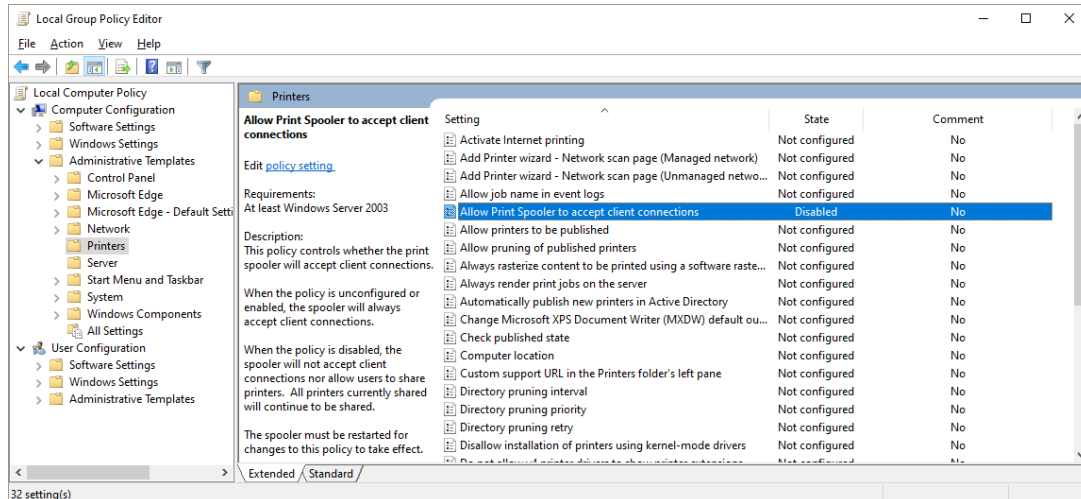 Local Group Policy Editor
File Action View Help
Local Computer Policy
Computer Configuration
Software Settings
Windows Settings
Administrative Templates
Control Panel
Microsoft Edge
Microsoft Edge - Default Setti
Network
Printers
Server
Start Menu and Taskbar
System
Windows Components
All Settings
User Configuration
Software Settings
Windows Settings
Administrative Templates
Printers
Allow Print Spooler to accept client
connections
Edit policy setting
Requirements:
At least Windows Server 2003
Description:
This policy controls whether the print
spooler will accept client connections.
When the policy is unconfigured or
enabled, the spooler will always
accept client connections.
When the policy is disabled, the
spooler will not accept client
connections nor allow users to share
printers. All printers currently shared
will continue to be shared.
The spooler must be restarted for
changes to this policy to take effect.
Setting State Comment
Activate Internet printing Not configured No
Add Printer wizard - Network scan page (Managed network) Not configured No
Add Printer wizard - Network scan page (Unmanaged netwo... Not configured No
Allow job name in event logs Not configured No
Allow Print Spooler to accept client connections Disabled No
Allow printers to be published Not configured No
Allow pruning of published printers Not configured No
Always rasterize content to be printed using a software raste... Not configured No
Always render print jobs on the server Not configured No
Automatically publish new printers in Active Directory Not configured No
Change Microsoft XPS Document Writer (MXDW) default ou... Not configured No
Check published state Not configured No
Computer location Not configured No
Custom support URL in the Printers folder's left pane Not configured No
Directory pruning interval Not configured No
Directory pruning priority Not configured No
Directory pruning retry Not configured No
Disallow installation of printers using kernel-mode drivers Not configured No
Extended Standard
32 setting(s)